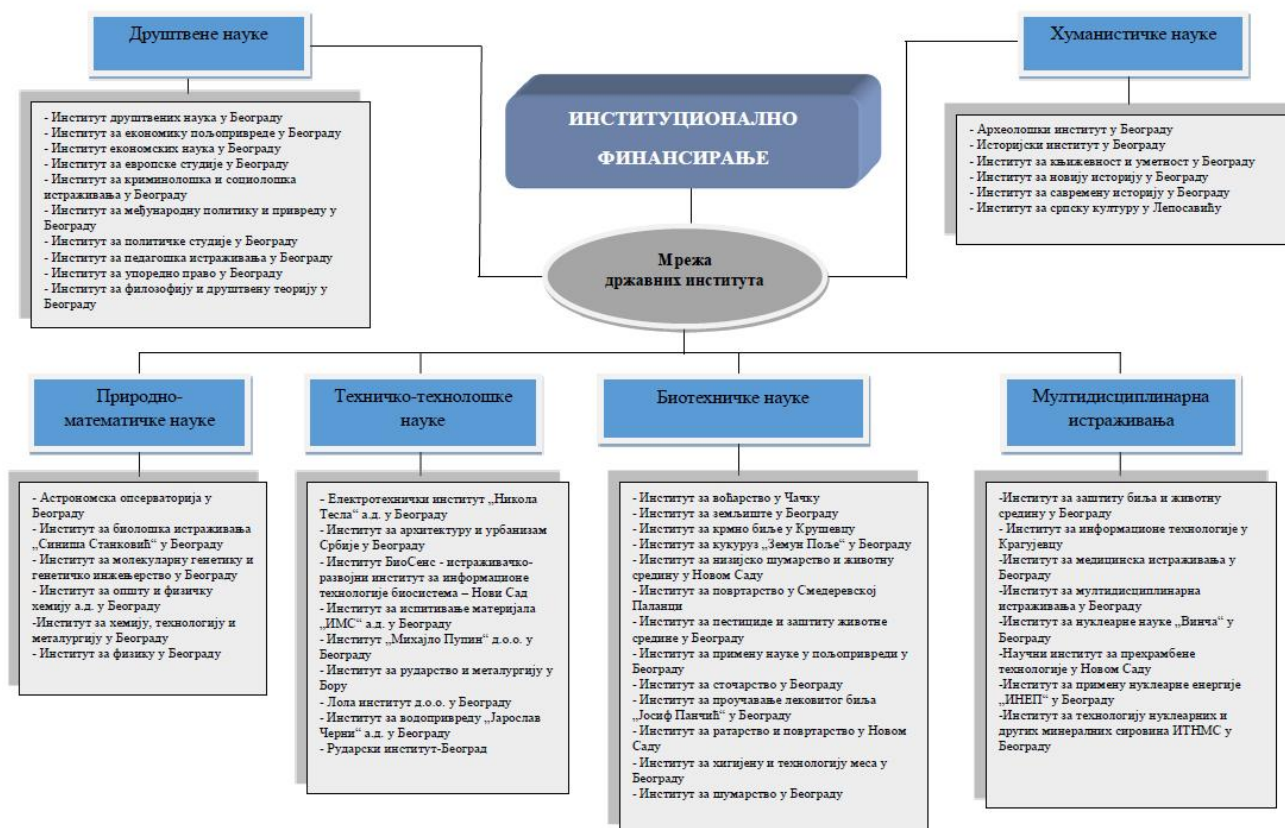 Друштвене науке
- Институт друштвених наука у Београду
- Институт за економику пољопривреде у Београду
- Институт економских наука у Београду
- Институт за европске студије у Београду
- Институт за криминолошка и социолошка
истраживања у Београду
- Институт за међународну политику и привреду у
Београду
- Институт за политичке студије у Београду
- Институт за педагошка истраживања у Београду
- Институт за упоредно право у Београду
- Институт за филозофију и друштвену теорију у
Београду
ИНСТИТУЦИОНАЛНО
ФИНАНСИРАЊЕ
Мрежа
државних института
Хуманистичке науке
- Археолошки институт у Београду
- Историјски институт у Београду
- Институт за књижевност и уметност у Београду
- Институт за новију историју у Београду
- Институт за савремену историју у Београду
- Институт за српску културу у Лепосавићу
Природно-
математичке науке
- Астрономска опсерваторија у
Београду
- Институт за биолошка истраживања
„Синиша Станковић“ у Београду
- Институт за молекуларну генетику и
генетичко инжењерство у Београду
- Институт за општу и физичку
хемију а.д. у Београду
-Институт за хемију, технологију и
металургију у Београду
- Институт за физику у Београду
Техничко-технолошке
науке
- Електротехнички институт „Никола
Тесла“ а.д. у Београду
- Институт за архитектуру и урбанизам
Србије у Београду
- Институт БиоСенс - истраживачко-
развојни институт за информационе
технологије биосистема – Нови Сад
- Институт за испитивање материјала
„ИМС“ а.д. у Београду
- Институт „Михајло Пупин“ д.о.о. у
Београду
- Институт за рударство и металургију у
Бору
- Лола институт д.о.о. у Београду
- Институт за водопривреду „Јарослав
Черни“ а.д. у Београду
- Рударски институт-Београд
Биотехничке науке
- Институт за воћарство у Чачку
- Институт за земљиште у Београду
- Институт за крмно биље у Крушевцу
- Институт за кукуруз „Земун Поље“ у Београду
- Институт за низијско шумарство и животну
средину у Новом Саду
- Институт за повртарство у Смедеревској
Паланци
- Институт за пестициде и заштиту животне
средине у Београду
- Институт за примену науке у пољопривреди у
Београду
- Институт за сточарство у Београду
- Институт за проучавање лековитог биља
„Јосиф Панчић“ у Београду
- Институт за ратарство и повртарство у Новом
Саду
- Институт за хигијену и технологију меса у
Београду
- Институт за шумарство у Београду
Мултидисциплинарна
истраживања
-Институт за заштиту биља и животну
средину у Београду
- Институт за информационе технологије у
Крагујевцу
-Институт за медицинска истраживања у
Београду
-Институт за мултидисциплинарна
истраживања у Београду
-Институт за нуклеарне науке „Винча“ у
Београду
-Научни институт за прехрамбене
технологије у Новом Саду
-Институт за примену нуклеарне енергије
„ИНЕП“ у Београду
-Институт за технологију нуклеарних и
других минералних сировина ИТНМС у
Београду